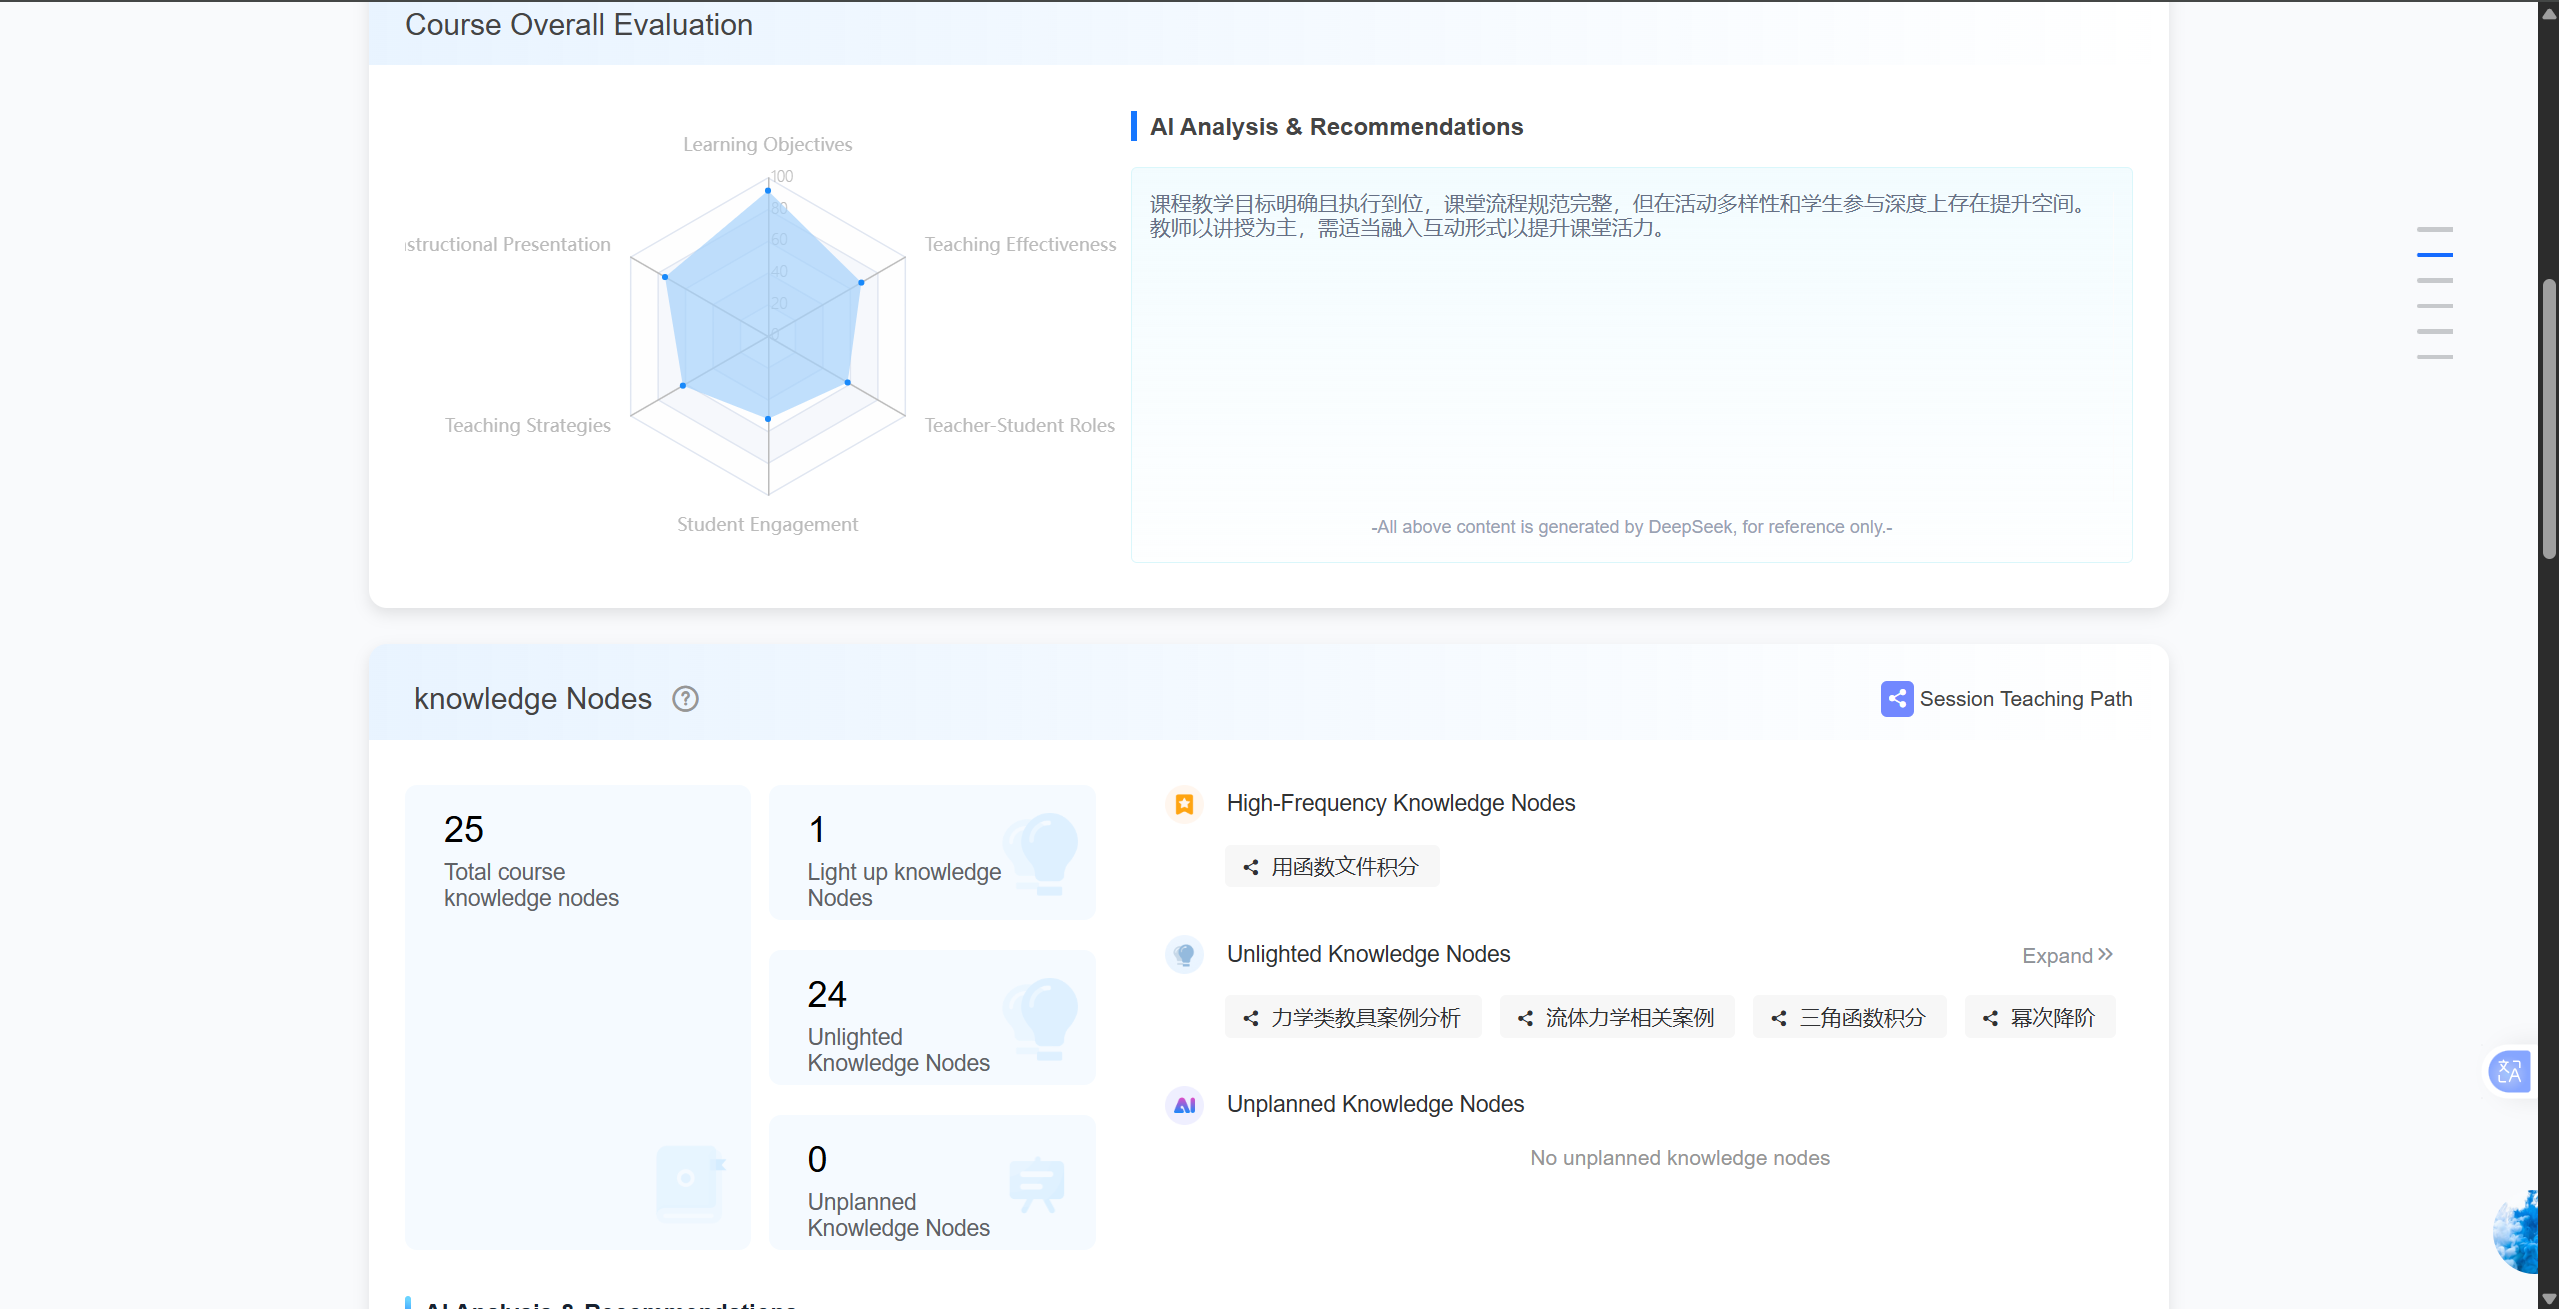 Course Overall Evaluation
Learning Objectives
100
80
60
40
20
0
structional Presentation
Teaching Effectiveness
Teaching Strategies
Teacher-Student Roles
Student Engagement
AI Analysis & Recommendations
课程教学目标明确且执行到位，课堂流程规范完整，但在活动多样性和学生参与深度上存在提升空间。
教师以讲授为主，需适当融入互动形式以提升课堂活力。
-All above content is generated by DeepSeek, for reference only.-
knowledge Nodes
Session Teaching Path
25
Total course
knowledge nodes
1
Light up knowledge
Nodes
24
Unlighted
Knowledge Nodes
0
Unplanned
Knowledge Nodes
High-Frequency Knowledge Nodes
用函数文件积分
Unlighted Knowledge Nodes
Expand
力学类教具案例分析
流体力学相关案例
三角函数积分
幂次降阶
AI
Unplanned Knowledge Nodes
No unplanned knowledge nodes
AI Analysis & Recommendations